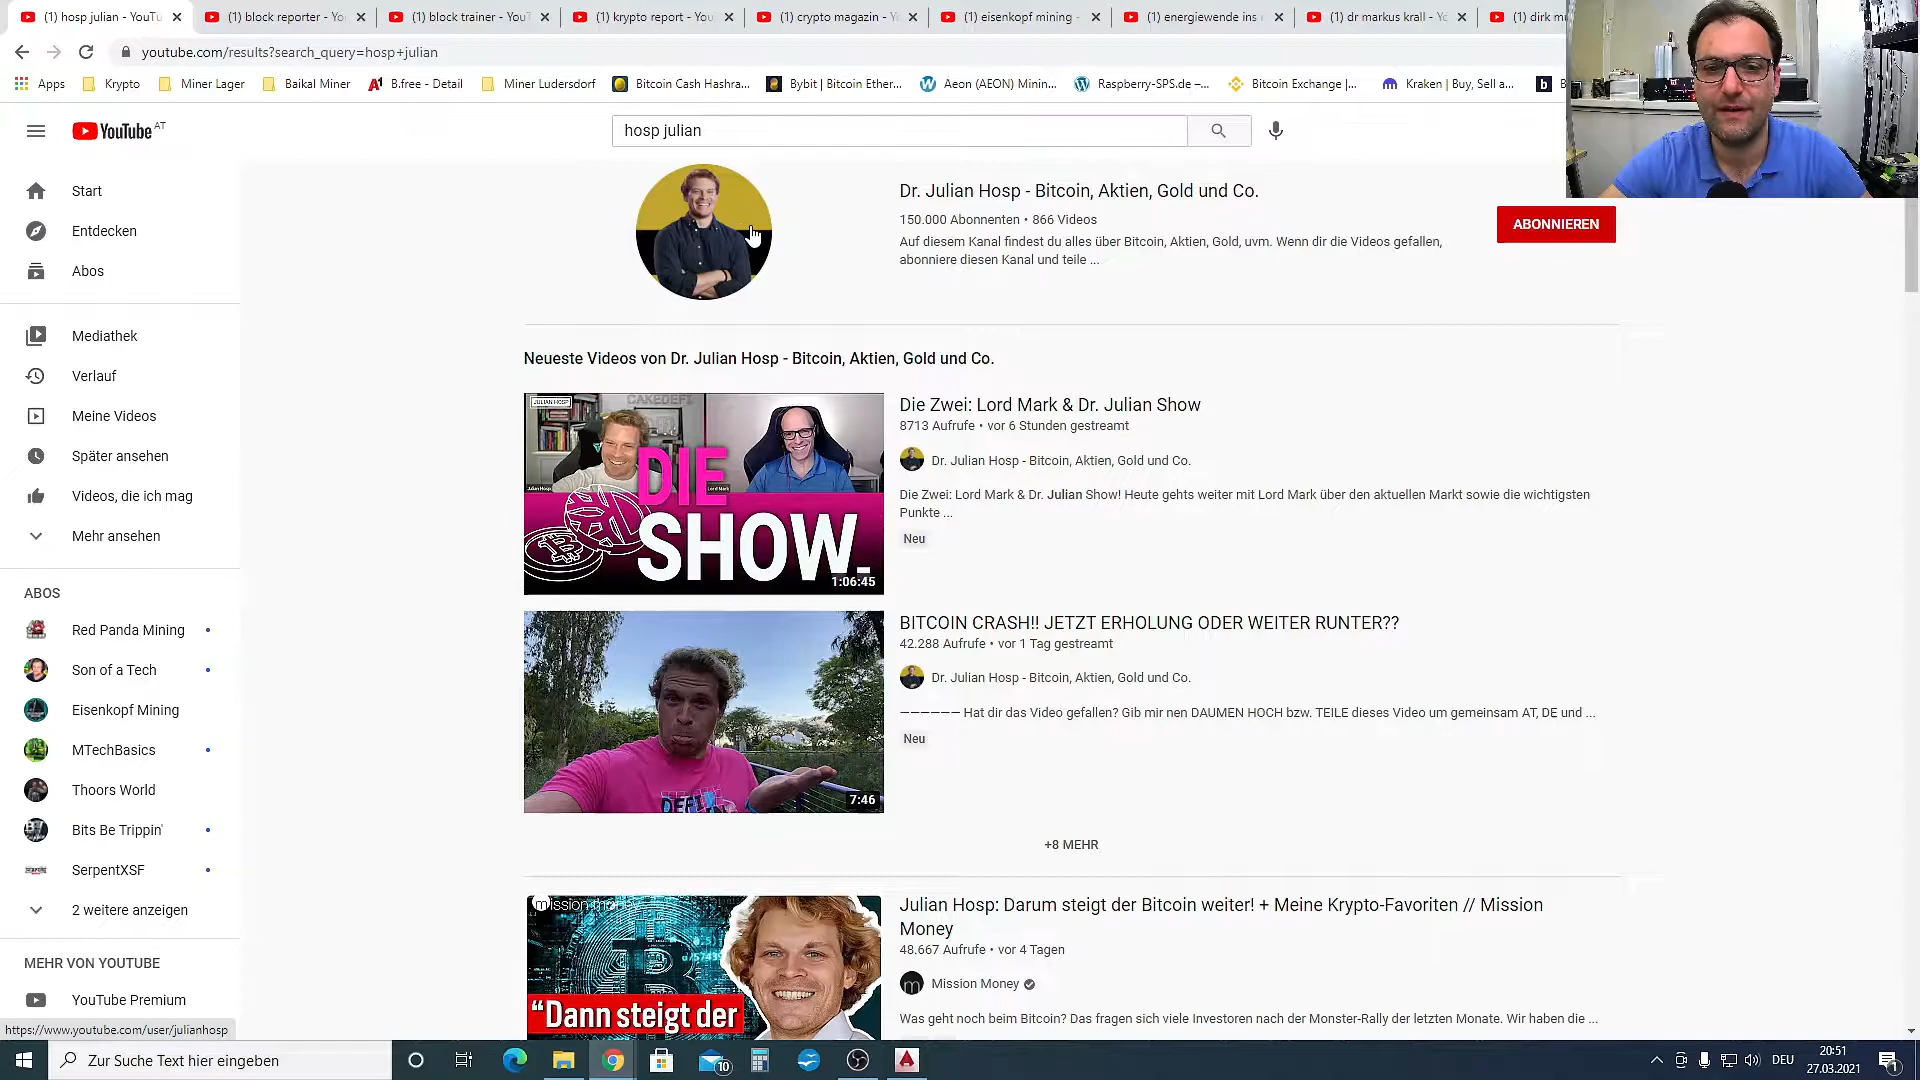 (1) hosp julian - YouTu
(1) block reporter - Yo
(1) block trainer - YouT
(1) krypto report - You
(1) crypto magazin - Y
(1) eisenkopf mining -
(1) energiewende ins
(1) dr markus krall - Yo
(1) dirk m
youtube.com/results?search_query=hosp+julian
Apps
Krypto
Miner Lager
Baikal Miner
B.free - Detail
Miner Ludersdorf
Bitcoin Cash Hashra...
Bybit | Bitcoin Ether...
Aeon (AEON) Minin...
Raspberry-SPS.de –...
Bitcoin Exchange |...
Kraken | Buy, Sell a...
YouTube AT
hosp julian
Start
Entdecken
Abos
Mediathek
Verlauf
Meine Videos
Später ansehen
Videos, die ich mag
Mehr ansehen
ABOS
Red Panda Mining
Son of a Tech
Eisenkopf Mining
MTechBasics
Thoors World
Bits Be Trippin'
SerpentXSF
2 weitere anzeigen
MEHR VON YOUTUBE
YouTube Premium
https://www.youtube.com/user/julianhosp
Dr. Julian Hosp - Bitcoin, Aktien, Gold und Co.
150.000 Abonnenten • 866 Videos
Auf diesem Kanal findest du alles über Bitcoin, Aktien, Gold, uvm. Wenn dir die Videos gefallen,
abonniere diesen Kanal und teile ...
ABONNIEREN
Neueste Videos von Dr. Julian Hosp - Bitcoin, Aktien, Gold und Co.
JULIAN HOSP
CAKEDEFI
Julian Hosp
Lord Mark
DIE
SHOW.
1:06:45
Die Zwei: Lord Mark & Dr. Julian Show
8713 Aufrufe • vor 6 Stunden gestreamt
Dr. Julian Hosp - Bitcoin, Aktien, Gold und Co.
Die Zwei: Lord Mark & Dr. Julian Show! Heute gehts weiter mit Lord Mark über den aktuellen Markt sowie die wichtigsten
Punkte ...
Neu
7:46
BITCOIN CRASH!! JETZT ERHOLUNG ODER WEITER RUNTER??
42.288 Aufrufe • vor 1 Tag gestreamt
Dr. Julian Hosp - Bitcoin, Aktien, Gold und Co.
—————— Hat dir das Video gefallen? Gib mir nen DAUMEN HOCH bzw. TEILE dieses Video um gemeinsam AT, DE und ...
Neu
+8 MEHR
mission money
“Dann steigt der
Julian Hosp: Darum steigt der Bitcoin weiter! + Meine Krypto-Favoriten // Mission
Money
48.667 Aufrufe • vor 4 Tagen
Mission Money
Was geht noch beim Bitcoin? Das fragen sich viele Investoren nach der Monster-Rally der letzten Monate. Wir haben die ...
Zur Suche Text hier eingeben
10
DEU
20:51
27.03.2021
1